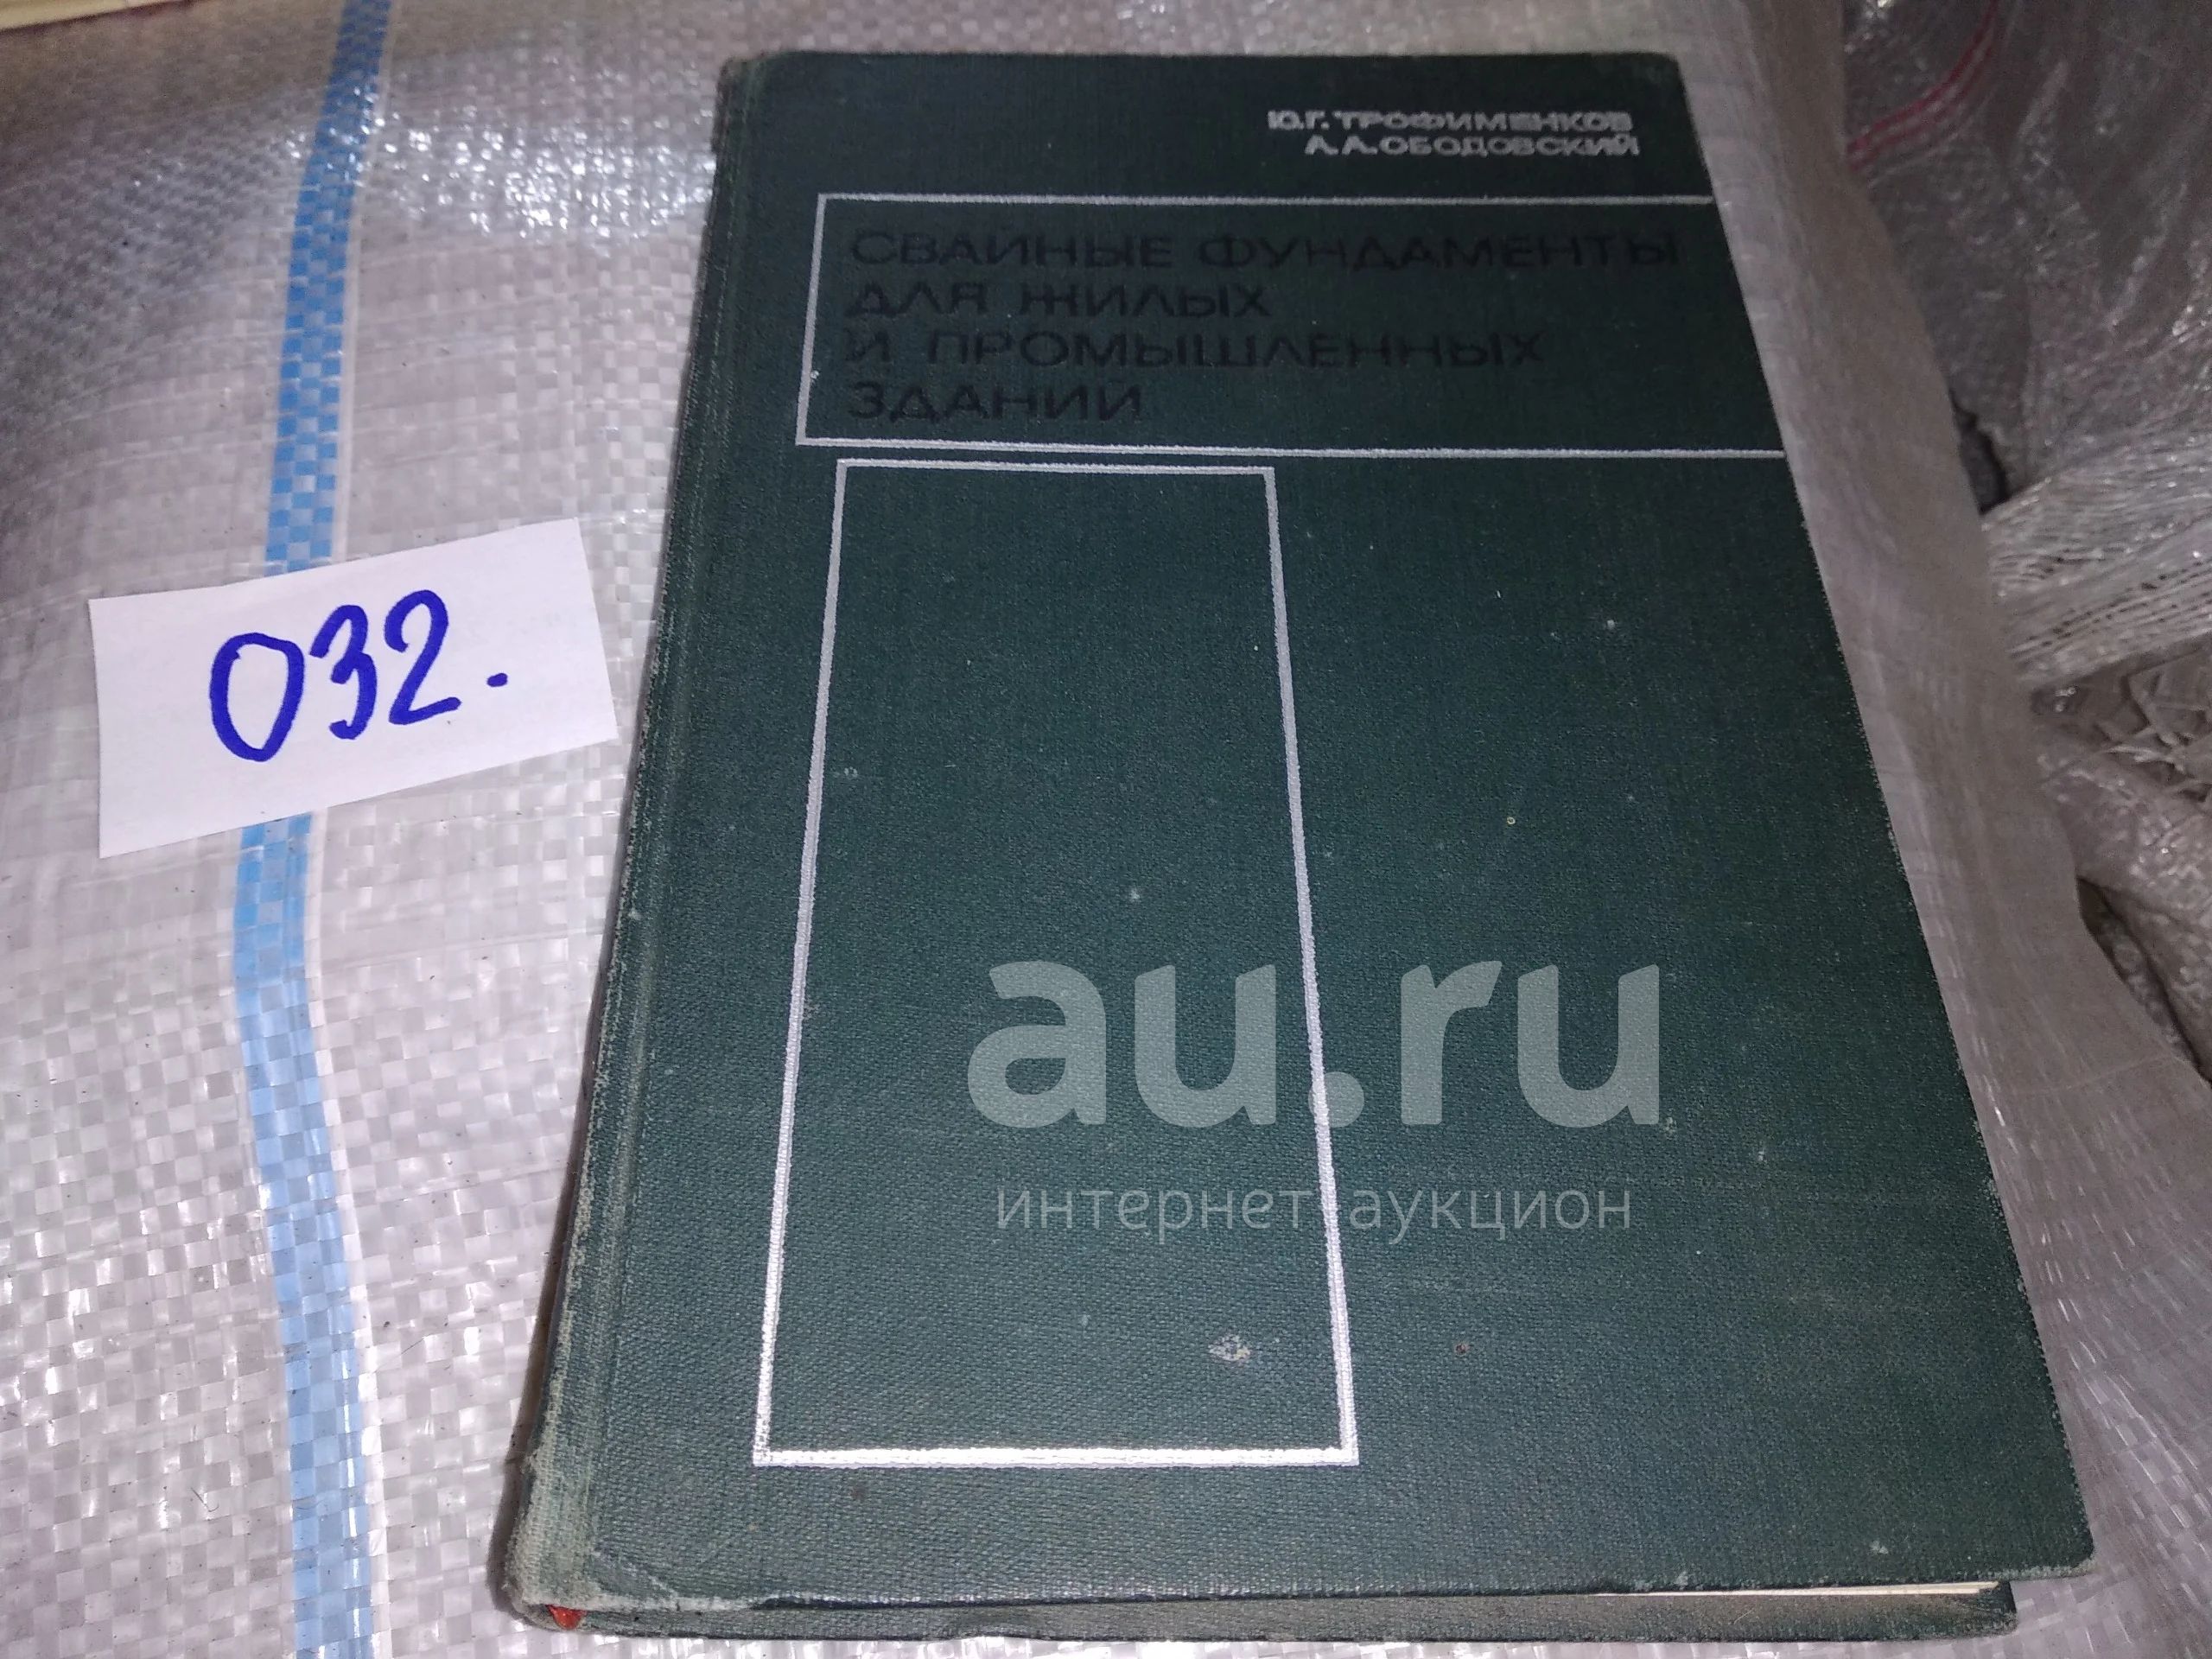 Ю.Г. ТРОФИМЕНКОВ
А.А. ОБОДОВСКИЙ
СВАЙНЫЕ ФУНДАМЕНТЫ
ДЛЯ ЖИЛЫХ
И ПРОМЫШЛЕННЫХ
ЗДАНИЙ
032.
au.ru
интернет аукцион